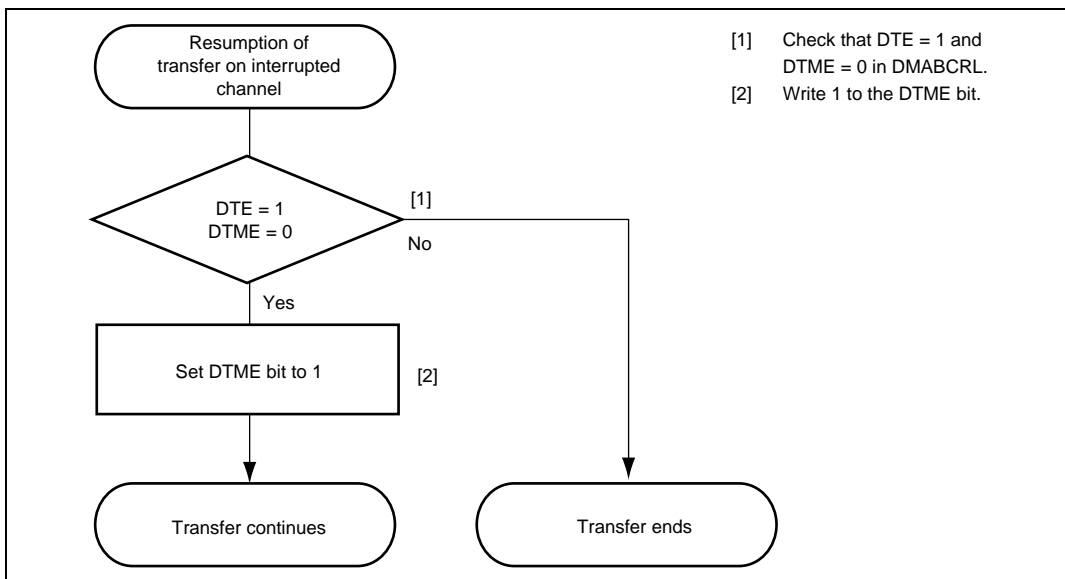 Resumption of
transfer on interrupted
channel
[1] Check that DTE = 1 and
DTME = 0 in DMABCRL.
[2] Write 1 to the DTME bit.
DTE = 1
DTME = 0
[1]
No
Yes
Set DTME bit to 1
[2]
Transfer continues
Transfer ends